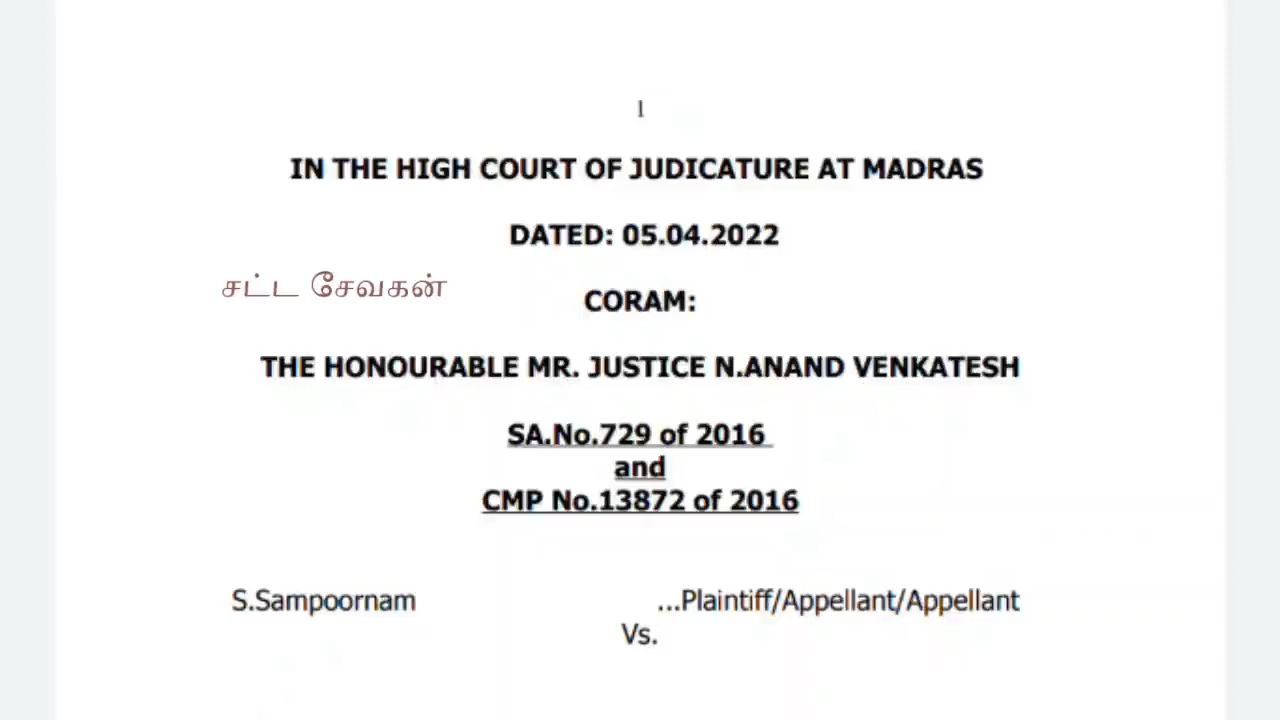 1
IN THE HIGH COURT OF JUDICATURE AT MADRAS
DATED: 05.04.2022
சட்ட சேவகன்
CORAM:
THE HONOURABLE MR. JUSTICE N.ANAND VENKATESH
SA.No.729 of 2016
and
CMP No.13872 of 2016
S.Sampoornam ...Plaintiff/Appellant/Appellant
Vs.